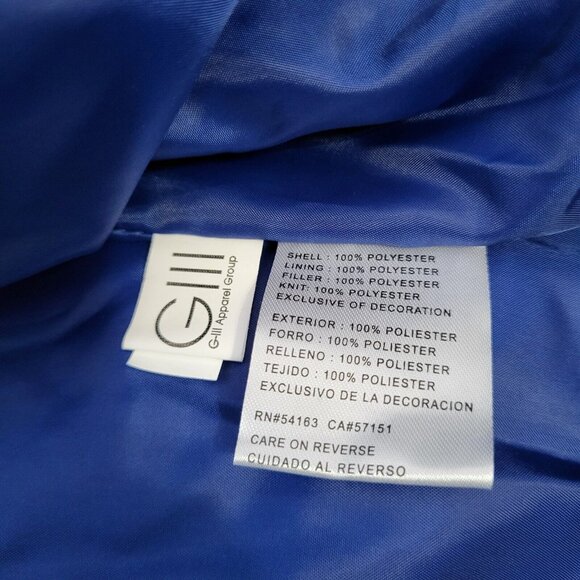 GIII
G-III Apparel Group
SHELL : 100% POLYESTER
LINING : 100% POLYESTER
FILLER : 100% POLYESTER
KNIT: 100% POLYESTER
EXCLUSIVE OF DECORATION
EXTERIOR : 100% POLIESTER
FORRO : 100% POLIESTER
RELLENO : 100% POLIESTER
TEJIDO : 100% POLIESTER
EXCLUSIVO DE LA DECORACION
RN#54163 CA#57151
CARE ON REVERSE
CUIDADO AL REVERSO